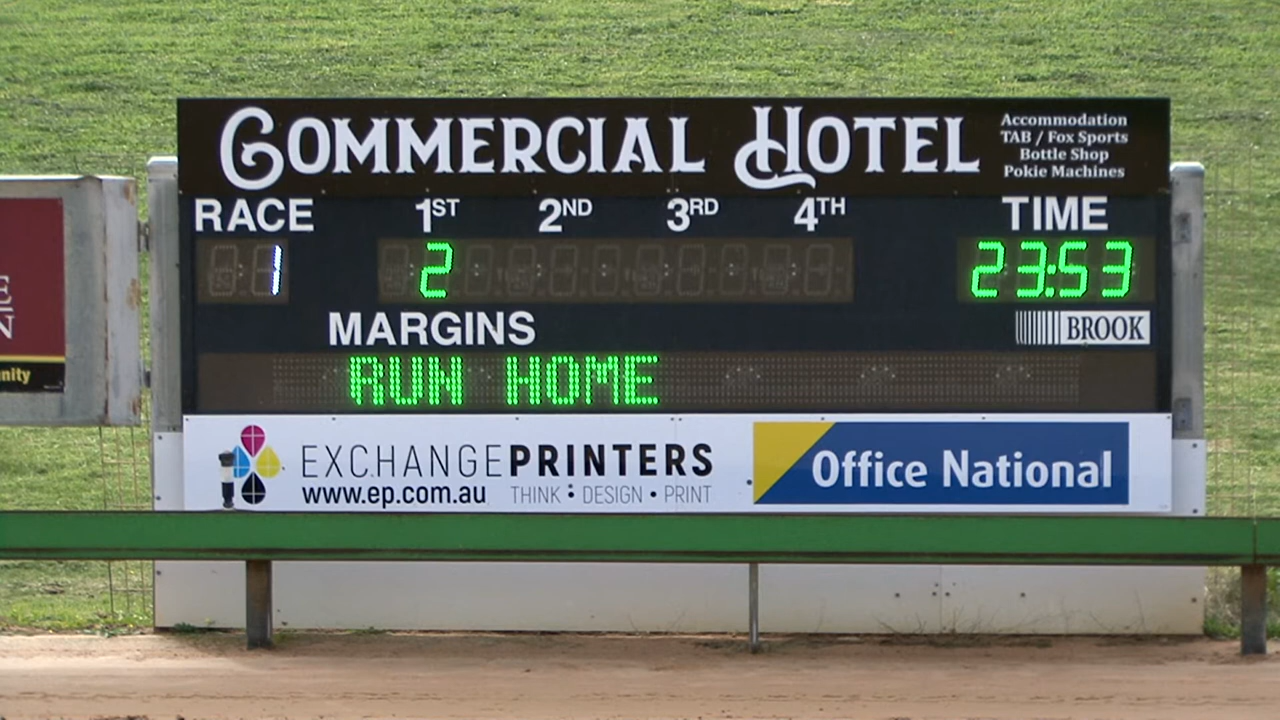 COMMERCIAL HOTEL
Accommodation
TAB / Fox Sports
Bottle Shop
Pokie Machines
RACE 1ST 2ND 3RD 4TH TIME
1 2 23:53
MARGINS
BROOK
RUN HOME
EXCHANGEPRINTERS
www.ep.com.au THINK • DESIGN • PRINT
Office National
E
N
nity